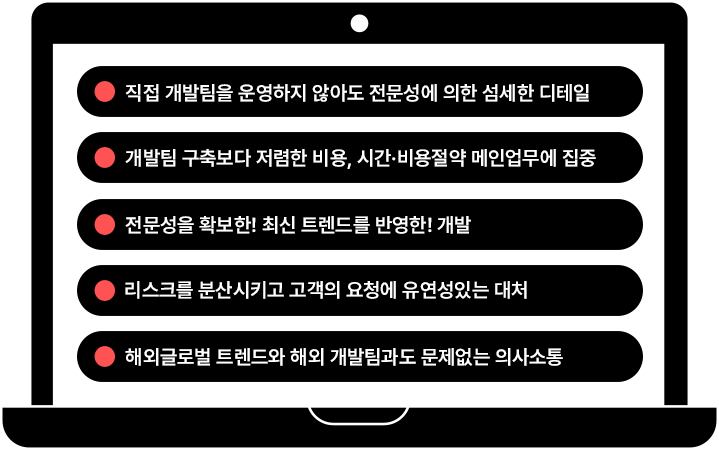 직접 개발팀을 운영하지 않아도 전문성에 의한 섬세한 디테일
개발팀 구축보다 저렴한 비용, 시간·비용절약 메인업무에 집중
전문성을 확보한! 최신 트렌드를 반영한! 개발
리스크를 분산시키고 고객의 요청에 유연성있는 대처
해외글로벌 트렌드와 해외 개발팀과도 문제없는 의사소통